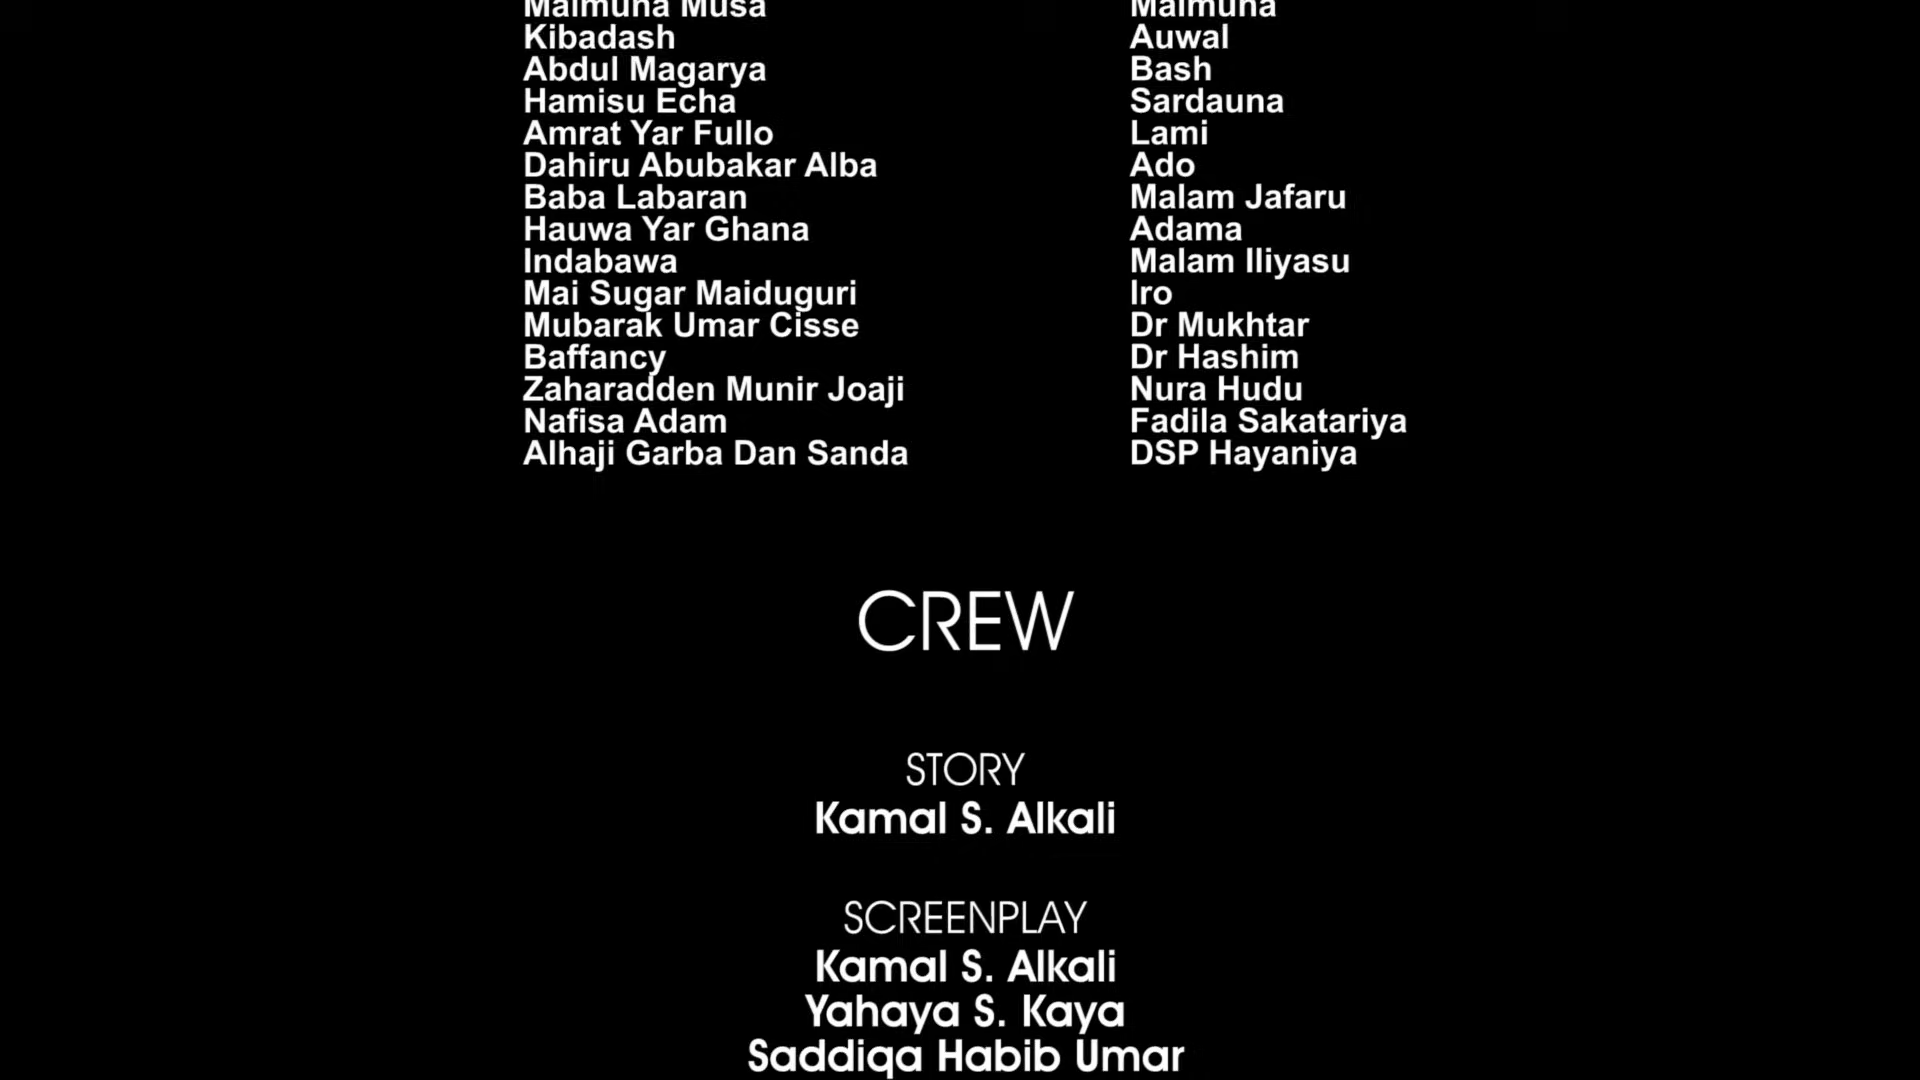 Maimuna Musa Maimuna
Kibadash Auwal
Abdul Magarya Bash
Hamisu Echa Sardauna
Amrat Yar Fullo Lami
Dahiru Abubakar Alba Ado
Baba Labaran Malam Jafaru
Hauwa Yar Ghana Adama
Indabawa Malam Iliyasu
Mai Sugar Maiduguri Iro
Mubarak Umar Cisse Dr Mukhtar
Baffancy Dr Hashim
Zaharadden Munir Joaji Nura Hudu
Nafisa Adam Fadila Sakatariya
Alhaji Garba Dan Sanda DSP Hayaniya
CREW
STORY
Kamal S. Alkali
SCREENPLAY
Kamal S. Alkali
Yahaya S. Kaya
Saddiqa Habib Umar